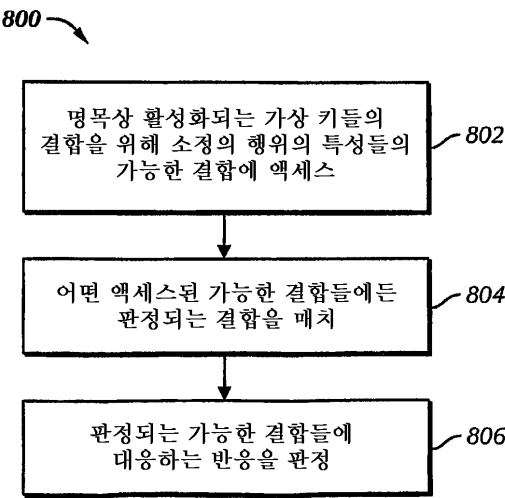 800
명목상 활성화되는 가상 키들의
결합을 위해 소정의 행위의 특성들의
가능한 결합에 액세스
802
어떤 액세스된 가능한 결합들에든
판정되는 결합을 매치
804
판정되는 가능한 결합들에
대응하는 반응을 판정
806